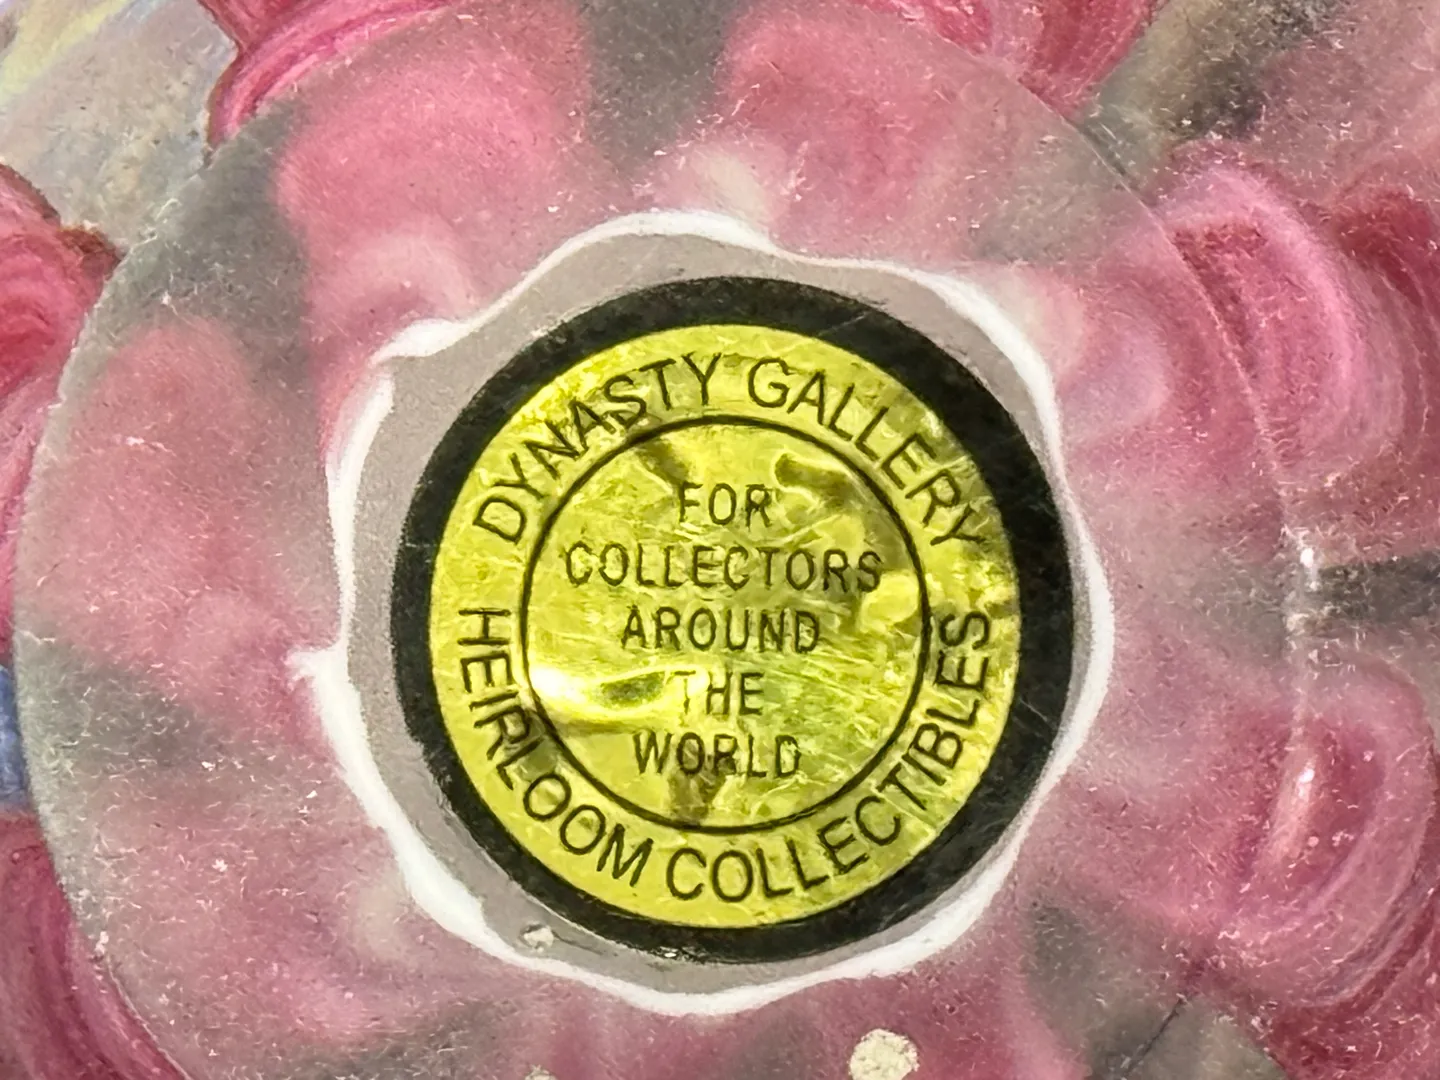 DYNASTY GALLERY
FOR
COLLECTORS
AROUND
THE
WORLD
HEIRLOOM COLLECTIBLES